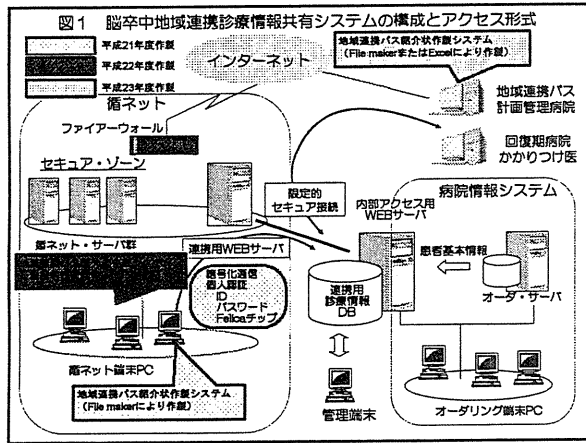 図1 脳卒中地域連携診療情報共有システムの構成とアクセス形式
平成21年度作製
平成22年度作製
平成23年度作製
地域連携パス紹介状作製システム
(File makerまたはExcelにより作製)
インターネット
循ネット
ファイアーウォール
地域連携パス
計画管理病院
回復期病院
かかりつけ医
セキュア・ゾーン
限定的
セキュア接続
病院情報システム
内部アクセス用
WEBサーバ
患者基本情報
循ネット・サーバ群
連携用WEBサーバ
暗号化通信
個人認証
ID
パスワード
Felicaチップ
連携用
診療情報
DB
オーダ・サーバ
循ネット端末PC
地域連携パス紹介状作製システム
(File makerにより作製)
管理端末
オーダリング端末PC